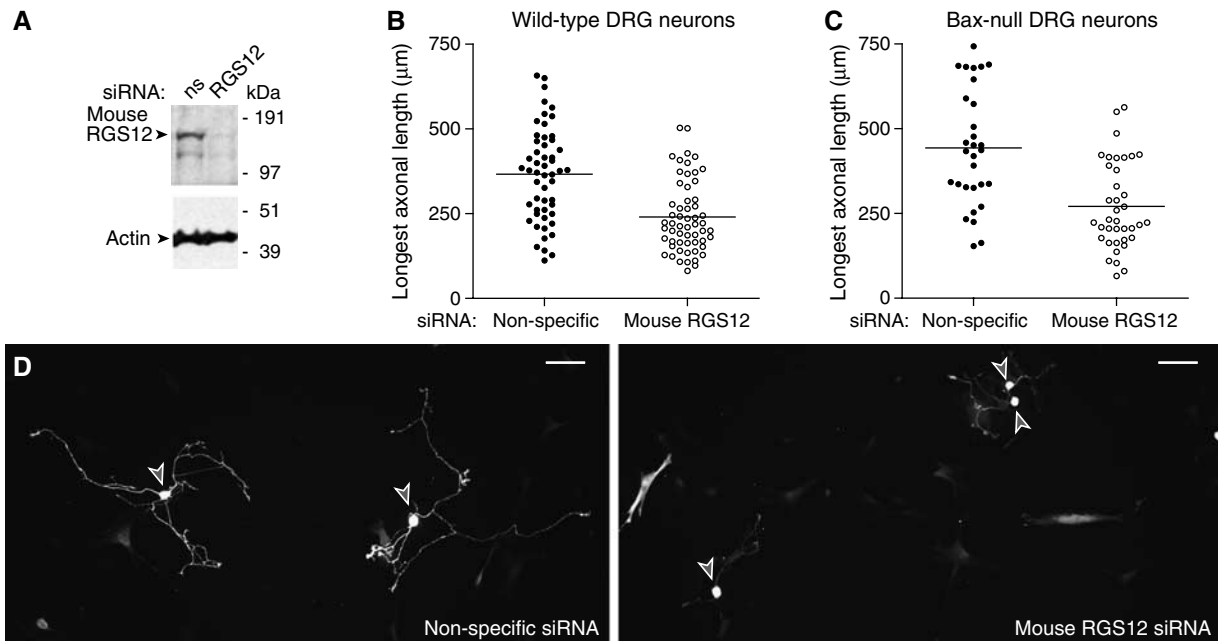 A
siRNA: ns RGS12 kDa
Mouse
RGS12
- 191
- 97
- 51
Actin
- 39
B
Wild-type DRG neurons
Longest axonal length (μm)
750
500
250
0
siRNA: Non-specific Mouse RGS12
C
Bax-null DRG neurons
Longest axonal length (μm)
750
500
250
0
siRNA: Non-specific Mouse RGS12
D
Non-specific siRNA
Mouse RGS12 siRNA